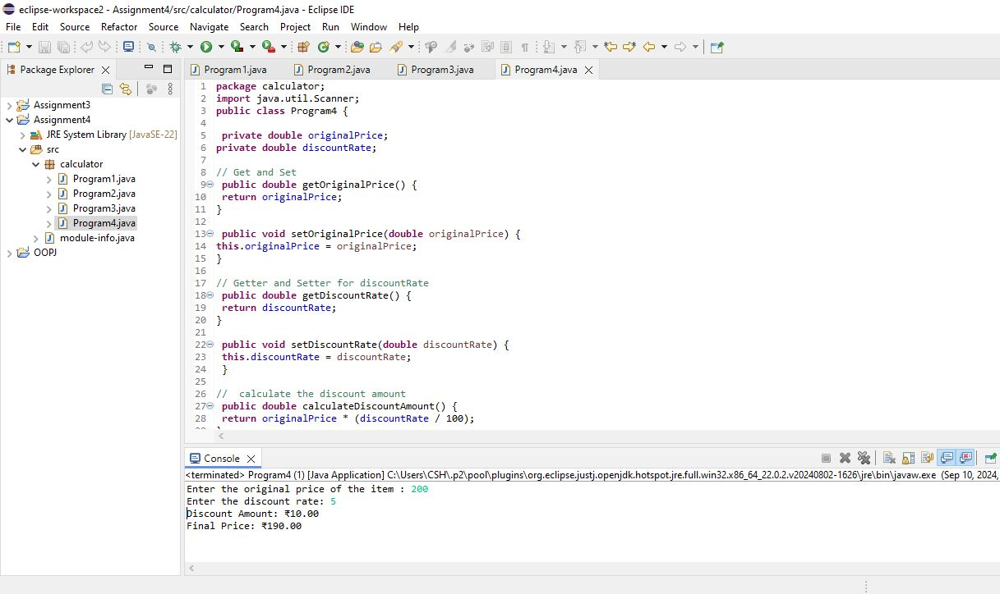 eclipse-workspace2 - Assignment4/src/calculator/Program4.java - Eclipse IDE
File Edit Source Refactor Source Navigate Search Project Run Window Help
Package Explorer
Assignment3
Assignment4
JRE System Library [JavaSE-22]
src
calculator
Program1.java
Program2.java
Program3.java
Program4.java
module-info.java
OOPJ
Program1.java Program2.java Program3.java Program4.java
1 package calculator;
2 import java.util.Scanner;
3 public class Program4 {
4
5 private double originalPrice;
6 private double discountRate;
7
8 // Get and Set
9 public double getOriginalPrice() {
10 return originalPrice;
11 }
12
13 public void setOriginalPrice(double originalPrice) {
14 this.originalPrice = originalPrice;
15 }
16
17 // Getter and Setter for discountRate
18 public double getDiscountRate() {
19 return discountRate;
20 }
21
22 public void setDiscountRate(double discountRate) {
23 this.discountRate = discountRate;
24 }
25
26 // calculate the discount amount
27 public double calculateDiscountAmount() {
28 return originalPrice * (discountRate / 100);
Console
<terminated> Program4 (1) [Java Application] C:\Users\CSH\.p2\pool\plugins\org.eclipse.justj.openjdk.hotspot.jre.full.win32.x86_64_22.0.2.v20240802-1626\jre\bin\javaw.exe (Sep 10, 2024,
Enter the original price of the item : 200
Enter the discount rate: 5
Discount Amount: ₹10.00
Final Price: ₹190.00